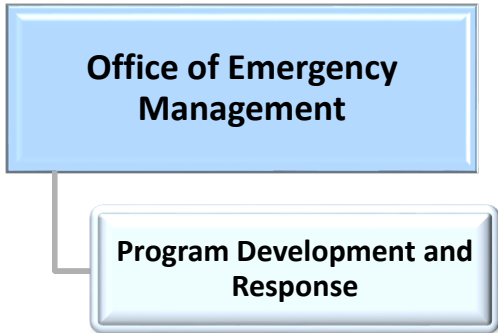 Office of Emergency
Management
Program Development and
Response